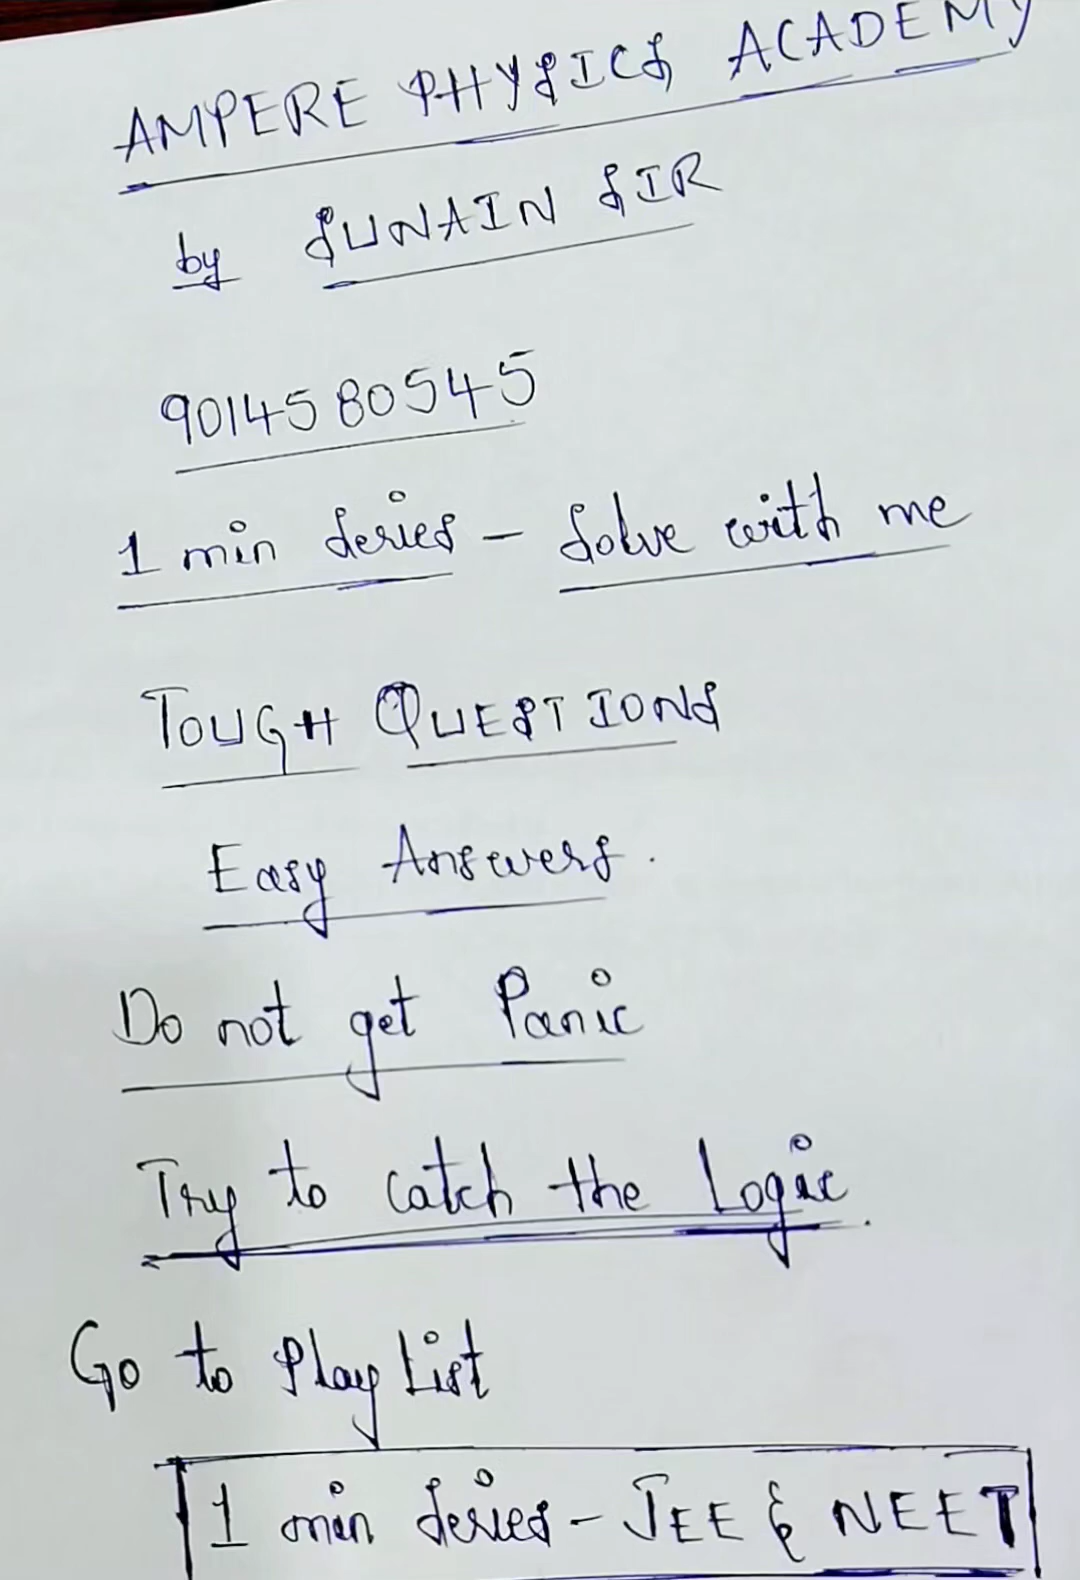 AMPERE PHYSICS ACADEMY
by SUNAIN SIR
9014580545
1 min series - Solve with me
TOUGH QUESTIONS
Easy Answers.
Do not get Panic
Try to catch the Logic.
Go to Play List
1 min series - JEE & NEET